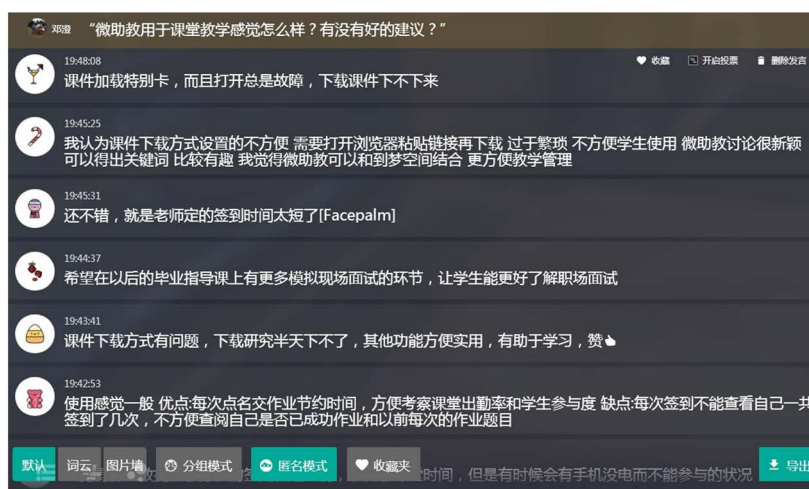 邓澄 “微助教用于课堂教学感觉怎么样？有没有好的建议？”
19:48:08 收藏 开启投票 删除发言
课件加载特别卡，而且打开总是故障，下载课件下不下来
19:45:25
我认为课件下载方式设置的不方便 需要打开浏览器粘贴链接再下载 过于繁琐 不方便学生使用 微助教讨论很新颖
可以得出关键词 比较有趣 我觉得微助教可以和到梦空间结合 更方便教学管理
19:45:31
还不错，就是老师定的签到时间太短了[Facepalm]
19:44:37
希望在以后的毕业指导课上有更多模拟现场面试的环节，让学生能更好了解职场面试
19:43:41
课件下载方式有问题，下载研究半天下不了，其他功能方便实用，有助于学习，赞
19:42:53
使用感觉一般 优点:每次点名交作业节约时间，方便考察课堂出勤率和学生参与度 缺点:每次签到不能查看自己一共
签到了几次，不方便查阅自己是否已成功作业和以前每次的作业题目
默认 词云 图片墙 分组模式 匿名模式 收藏夹 时间，但是有时候会有手机没电而不能参与的状况 导出